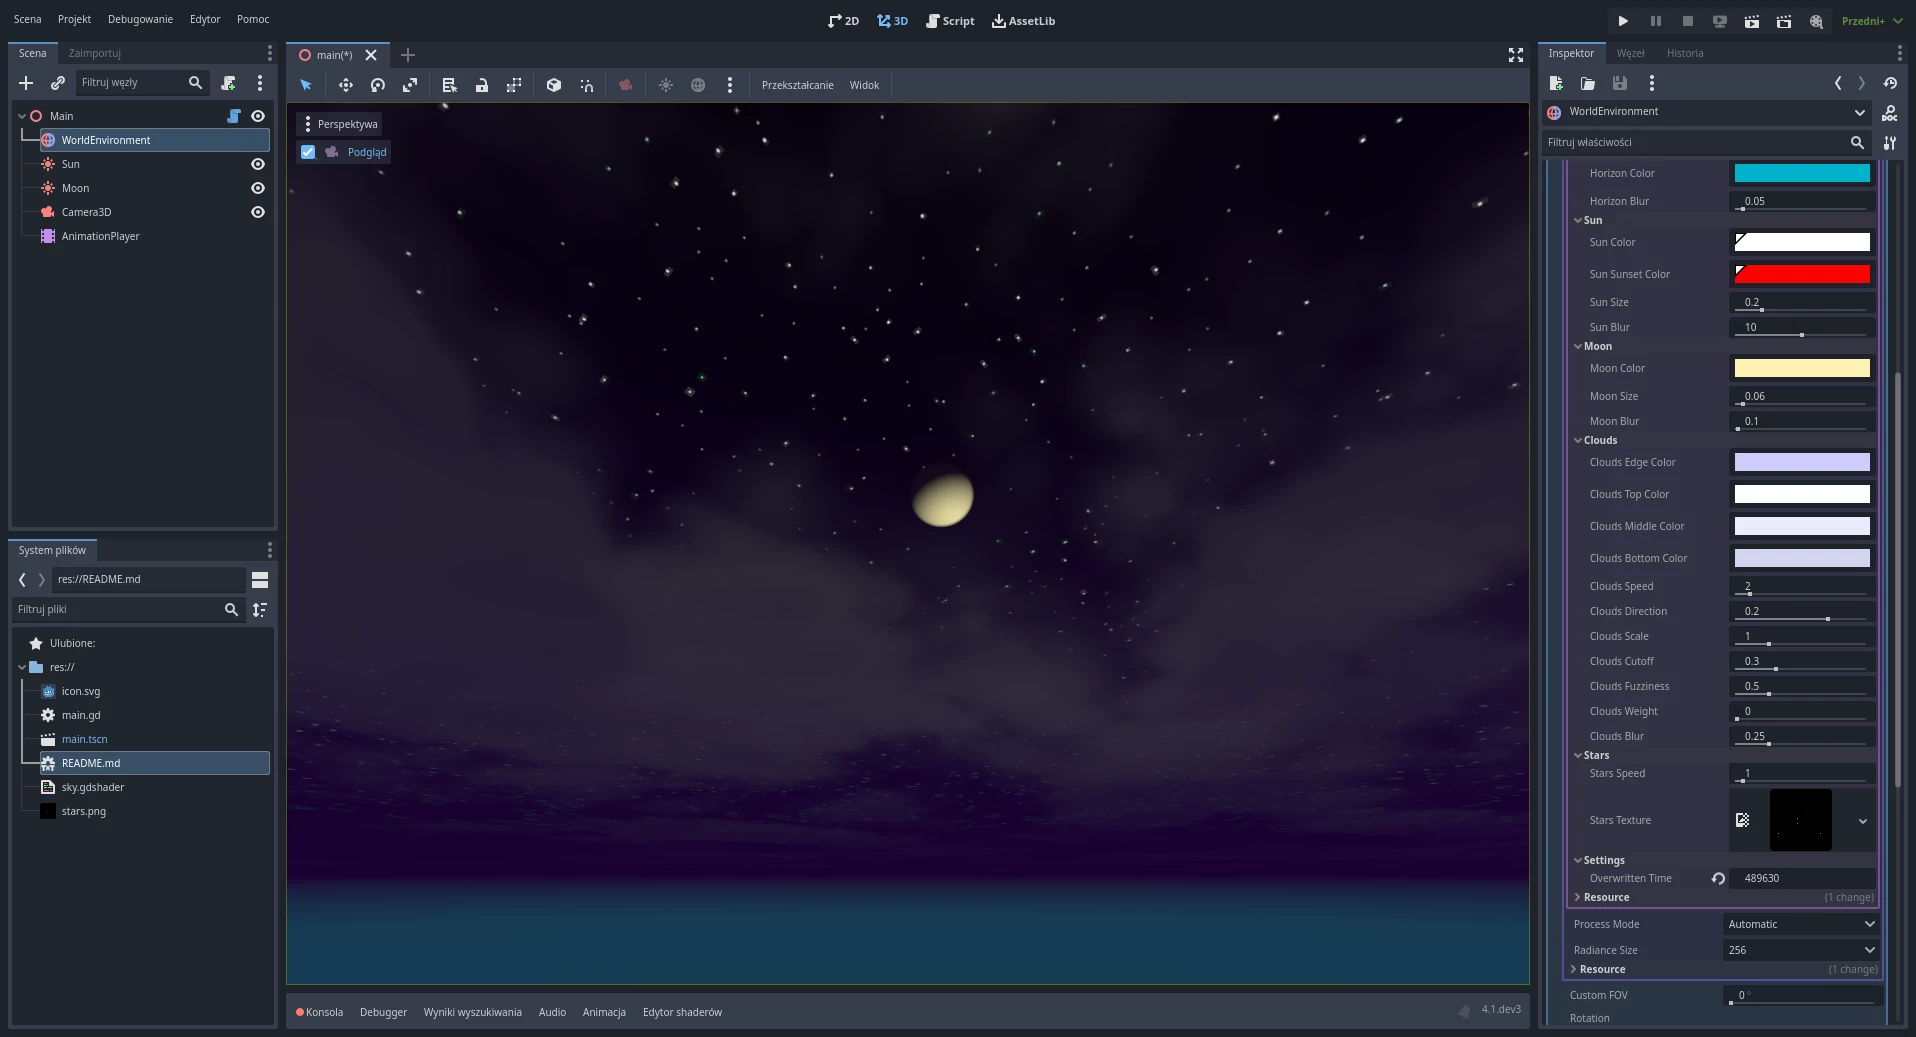 Scena Projekt Debugowanie Edytor Pomoc
2D 3D Script AssetLib
Przedni+
Scena Zaimportuj
Filtruj węzły
Main
WorldEnvironment
Sun
Moon
Camera3D
AnimationPlayer
System plików
res://README.md
Filtruj pliki
Ulubione:
res://
icon.svg
main.gd
main.tscn
README.md
sky.gdshader
stars.png
main(*)
Przekształcanie Widok
Perspektywa
Podgląd
Konsola Debugger Wyniki wyszukiwania Audio Animacja Edytor shaderów
4.1.dev3
Inspektor Węzeł Historia
WorldEnvironment
DOC
Filtruj właściwości
Horizon Color
Horizon Blur 0.05
Sun
Sun Color
Sun Sunset Color
Sun Size 0.2
Sun Blur 10
Moon
Moon Color
Moon Size 0.06
Moon Blur 0.1
Clouds
Clouds Edge Color
Clouds Top Color
Clouds Middle Color
Clouds Bottom Color
Clouds Speed 2
Clouds Direction 0.2
Clouds Scale 1
Clouds Cutoff 0.3
Clouds Fuzziness 0.5
Clouds Weight 0
Clouds Blur 0.25
Stars
Stars Speed 1
Stars Texture
Settings
Overwritten Time 489630
Resource (1 change)
Process Mode Automatic
Radiance Size 256
Resource (1 change)
Custom FOV 0 °
Rotation